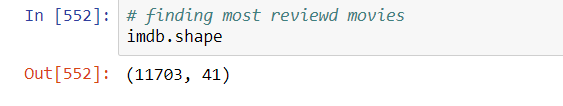 In [552]: # finding most reviewd movies
imdb.shape
Out[552]: (11703, 41)